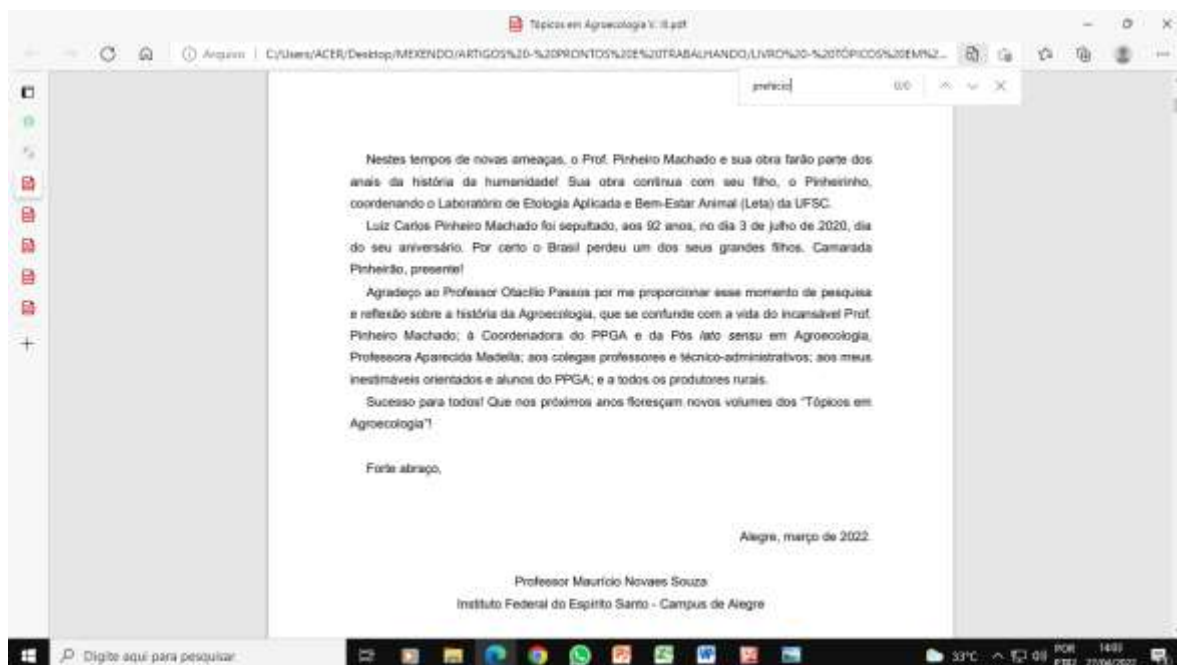 Tópicos em Agroecologia V. III.pdf
Arquivo | C:/Users/ACER/Desktop/MEXENDO/ARTIGOS%20-%20PRONTOS%20E%20TRABALHANDO/LIVRO%20-%20TÓPICOS%20EM%2...
0/0
Nestes tempos de novas ameaças, o Prof. Pinheiro Machado e sua obra farão parte dos
anais da história da humanidade! Sua obra continua com seu filho, o Pinheirinho,
coordenando o Laboratório de Etologia Aplicada e Bem-Estar Animal (Leta) da UFSC.
Luiz Carlos Pinheiro Machado foi sepultado, aos 92 anos, no dia 3 de julho de 2020, dia
do seu aniversário. Por certo o Brasil perdeu um dos seus grandes filhos. Camarada
Pinheirão, presente!
Agradeço ao Professor Otacílio Passos por me proporcionar esse momento de pesquisa
e reflexão sobre a história da Agroecologia, que se confunde com a vida do incansável Prof.
Pinheiro Machado; à Coordenadora do PPGA e da Pós lato sensu em Agroecologia,
Professora Aparecida Madella; aos colegas professores e técnico-administrativos; aos meus
inestimáveis orientados e alunos do PPGA; e a todos os produtores rurais.
Sucesso para todos! Que nos próximos anos floresçam novos volumes dos "Tópicos em
Agroecologia"!
Forte abraço,
Alegre, março de 2022.
Professor Maurício Novaes Souza
Instituto Federal do Espírito Santo - Campus de Alegre
Digite aqui para pesquisar
33°C
POR
PTB2
14:03
27/04/2022